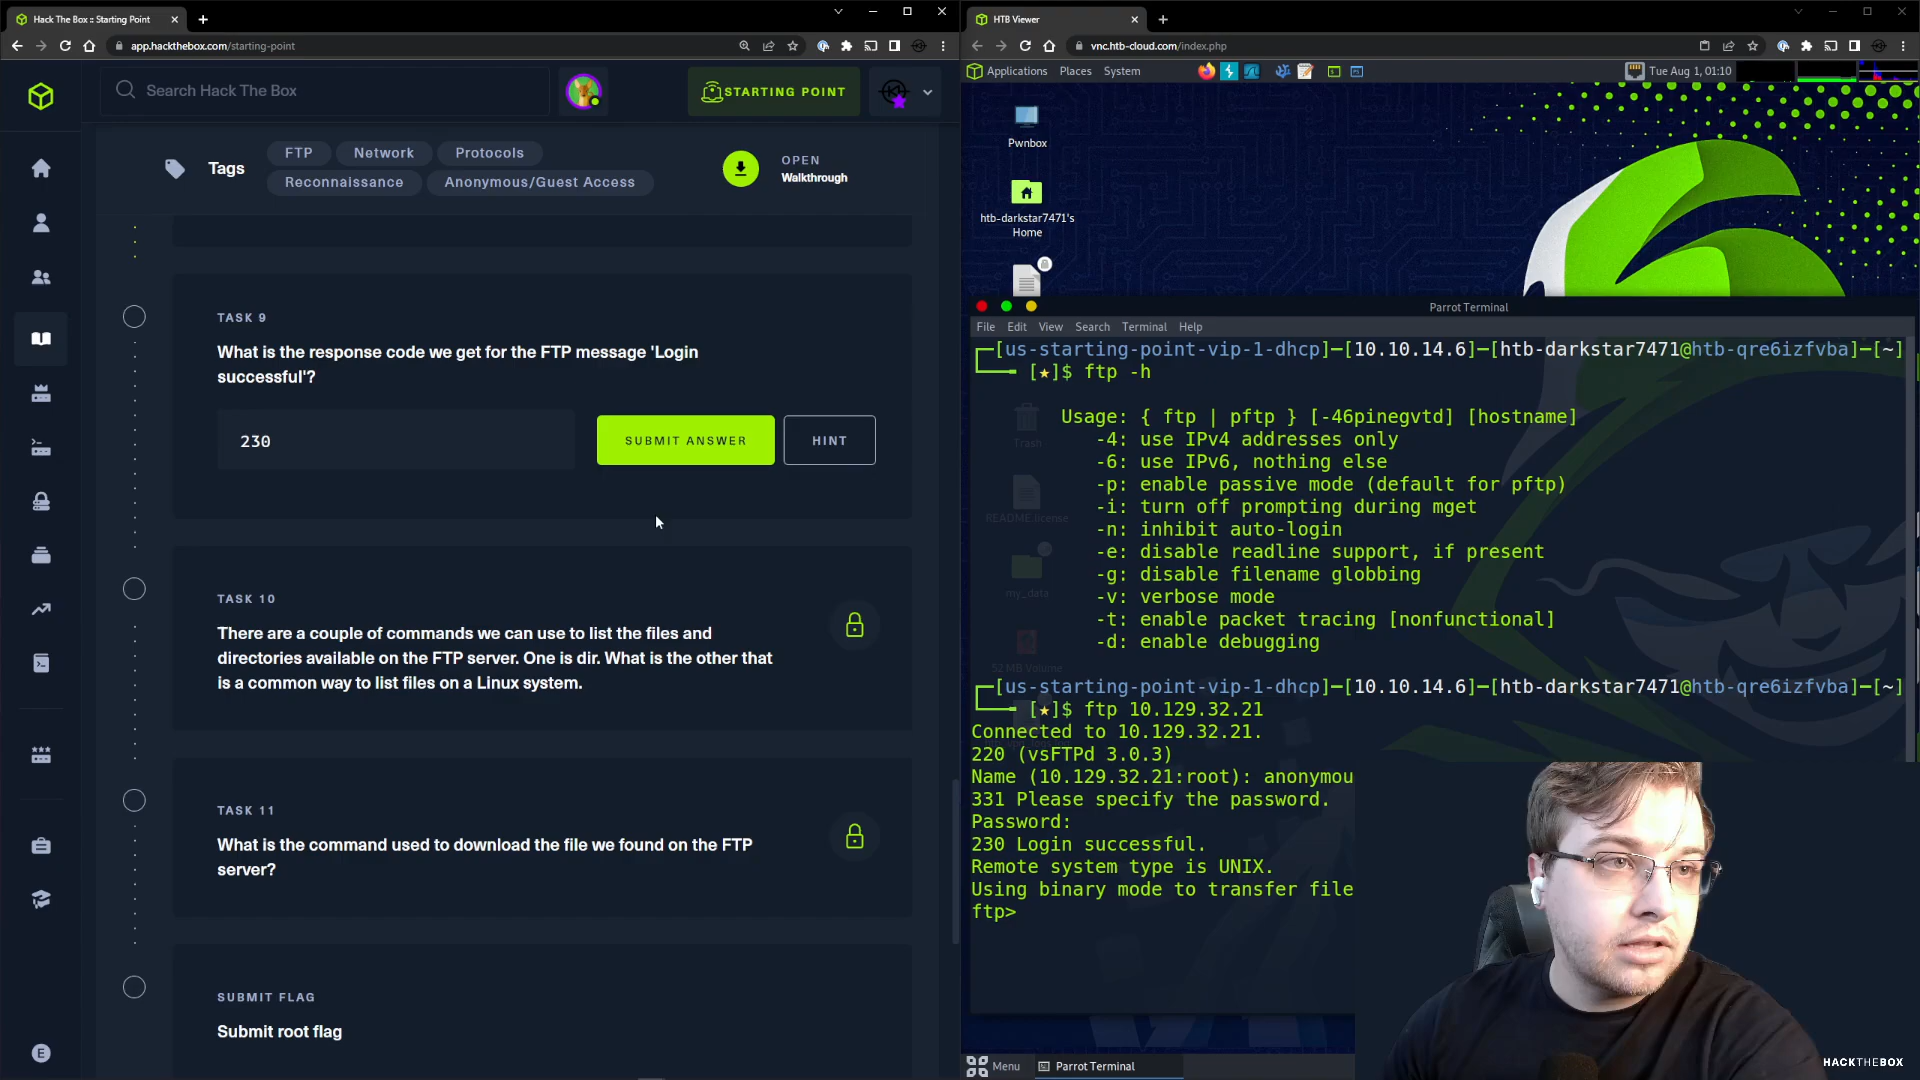 Hack The Box :: Starting Point
app.hackthebox.com/starting-point
Search Hack The Box
STARTING POINT
Tags
FTP
Network
Protocols
Reconnaissance
Anonymous/Guest Access
OPEN
Walkthrough
TASK 9
What is the response code we get for the FTP message 'Login
successful'?
230
SUBMIT ANSWER
HINT
TASK 10
There are a couple of commands we can use to list the files and
directories available on the FTP server. One is dir. What is the other that
is a common way to list files on a Linux system.
TASK 11
What is the command used to download the file we found on the FTP
server?
SUBMIT FLAG
Submit root flag
E
HTB Viewer
vnc.htb-cloud.com/index.php
Applications Places System
Tue Aug 1, 01:10
Pwnbox
htb-darkstar7471's
Home
Parrot Terminal
File Edit View Search Terminal Help
┌─[us-starting-point-vip-1-dhcp]─[10.10.14.6]─[htb-darkstar7471@htb-qre6izfvba]─[~]
└──╼ [★]$ ftp -h
Usage: { ftp | pftp } [-46pinegvtd] [hostname]
-4: use IPv4 addresses only
-6: use IPv6, nothing else
-p: enable passive mode (default for pftp)
-i: turn off prompting during mget
-n: inhibit auto-login
-e: disable readline support, if present
-g: disable filename globbing
-v: verbose mode
-t: enable packet tracing [nonfunctional]
-d: enable debugging
┌─[us-starting-point-vip-1-dhcp]─[10.10.14.6]─[htb-darkstar7471@htb-qre6izfvba]─[~]
└──╼ [★]$ ftp 10.129.32.21
Connected to 10.129.32.21.
220 (vsFTPd 3.0.3)
Name (10.129.32.21:root): anonymou
331 Please specify the password.
Password:
230 Login successful.
Remote system type is UNIX.
Using binary mode to transfer file
ftp>
Trash
README.license
my_data
52 MB Volume
Menu
Parrot Terminal
HACKTHEBOX